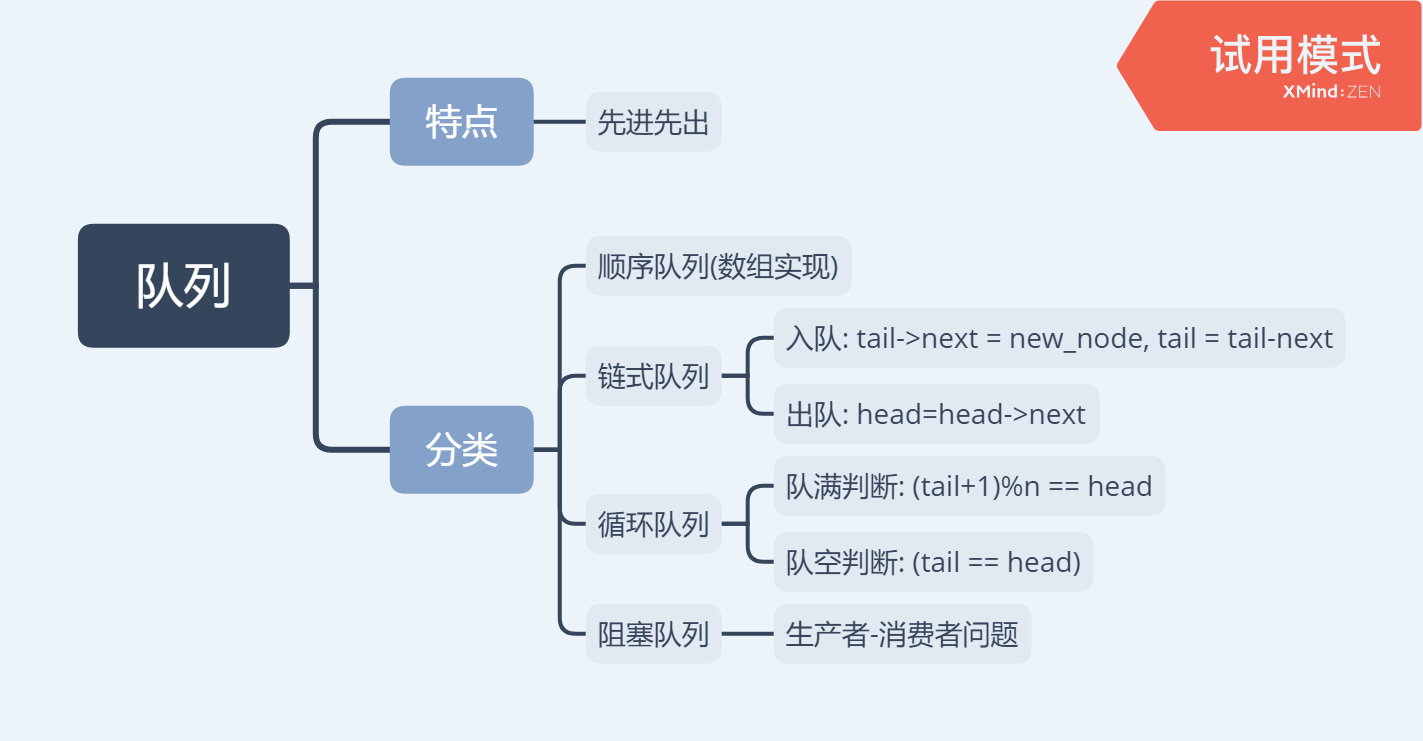 试用模式
XMind:ZEN
队列
特点
先进先出
分类
顺序队列(数组实现)
链式队列
入队: tail->next = new_node, tail = tail-next
出队: head=head->next
循环队列
队满判断: (tail+1)%n == head
队空判断: (tail == head)
阻塞队列
生产者-消费者问题